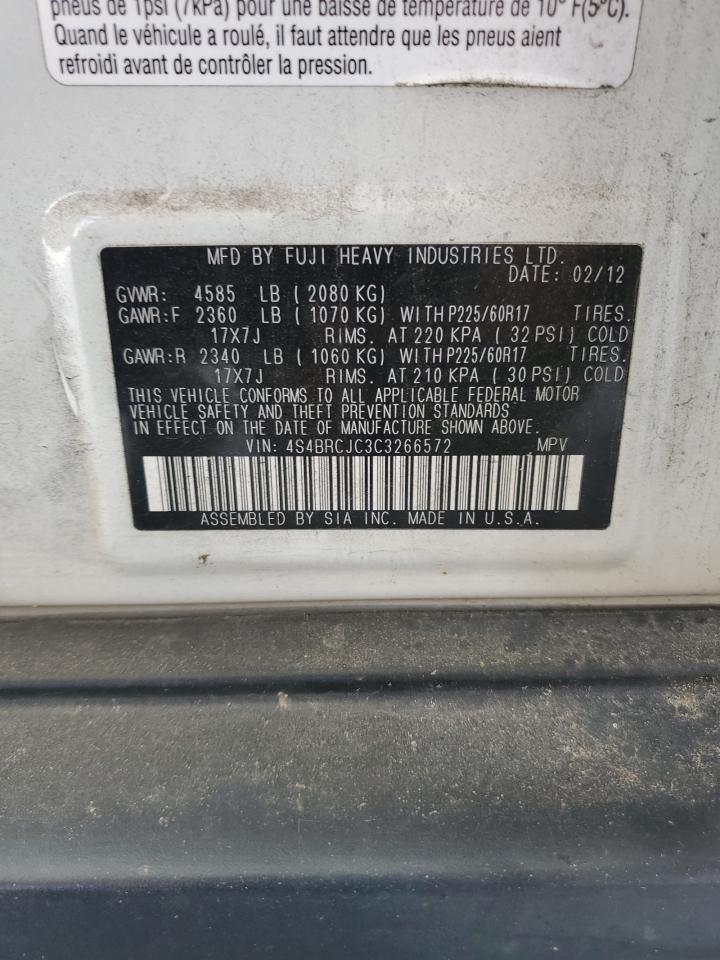 pneus de 1psi (7kPa) pour une baisse de température de 10° F(5°C).
Quand le véhicule a roulé, il faut attendre que les pneus aient
refroidi avant de contrôler la pression.
MFD BY FUJI HEAVY INDUSTRIES LTD.
DATE: 02/12
GVWR: 4585 LB ( 2080 KG)
GAWR:F 2360 LB ( 1070 KG) WITH P225/60R17 TIRES.
17X7J RIMS. AT 220 KPA ( 32 PSI) COLD
GAWR:R 2340 LB ( 1060 KG) WITH P225/60R17 TIRES.
17X7J RIMS. AT 210 KPA ( 30 PSI) COLD
THIS VEHICLE CONFORMS TO ALL APPLICABLE FEDERAL MOTOR
VEHICLE SAFETY AND THEFT PREVENTION STANDARDS
IN EFFECT ON THE DATE OF MANUFACTURE SHOWN ABOVE.
VIN: 4S4BRCJC3C3266572 MPV
ASSEMBLED BY SIA INC. MADE IN U.S.A.